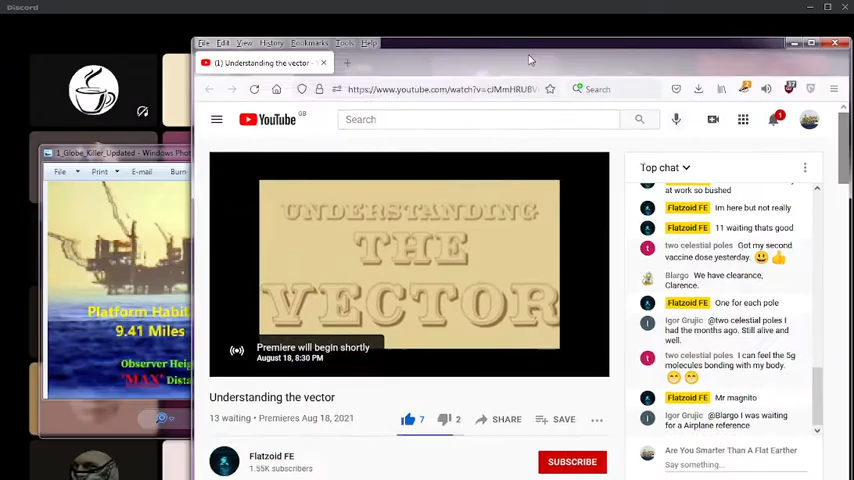 Discord
File Edit View History Bookmarks Tools Help
(1) Understanding the vector -
https://www.youtube.com/watch?v=cJMmHRUBV
Search
YouTube GB
Search
1
1_Globe_Killer_Updated - Windows Phot
File Print E-mail Burn
Platform Habit
9.41 Miles
Observer Heig
"MAX" Dista
UNDERSTANDING
THE
VECTOR
Premiere will begin shortly
August 18, 8:30 PM
Understanding the vector
13 waiting • Premieres Aug 18, 2021
7 2 SHARE SAVE
Flatzoid FE
1.55K subscribers
SUBSCRIBE
Top chat
at work so bushed
Flatzoid FE Im here but not really
Flatzoid FE 11 waiting thats good
two celestial poles Got my second
vaccine dose yesterday. 😃👍
Blargo We have clearance,
Clarence.
Flatzoid FE One for each pole
Igor Grujic @two celestial poles I
had the months ago. Still alive and
well.
two celestial poles I can feel the 5g
molecules bonding with my body.
😁😁
Flatzoid FE Mr magnito
Igor Grujic @Blargo I was waiting
for a Airplane reference
Are You Smarter Than A Flat Earther
Say something...